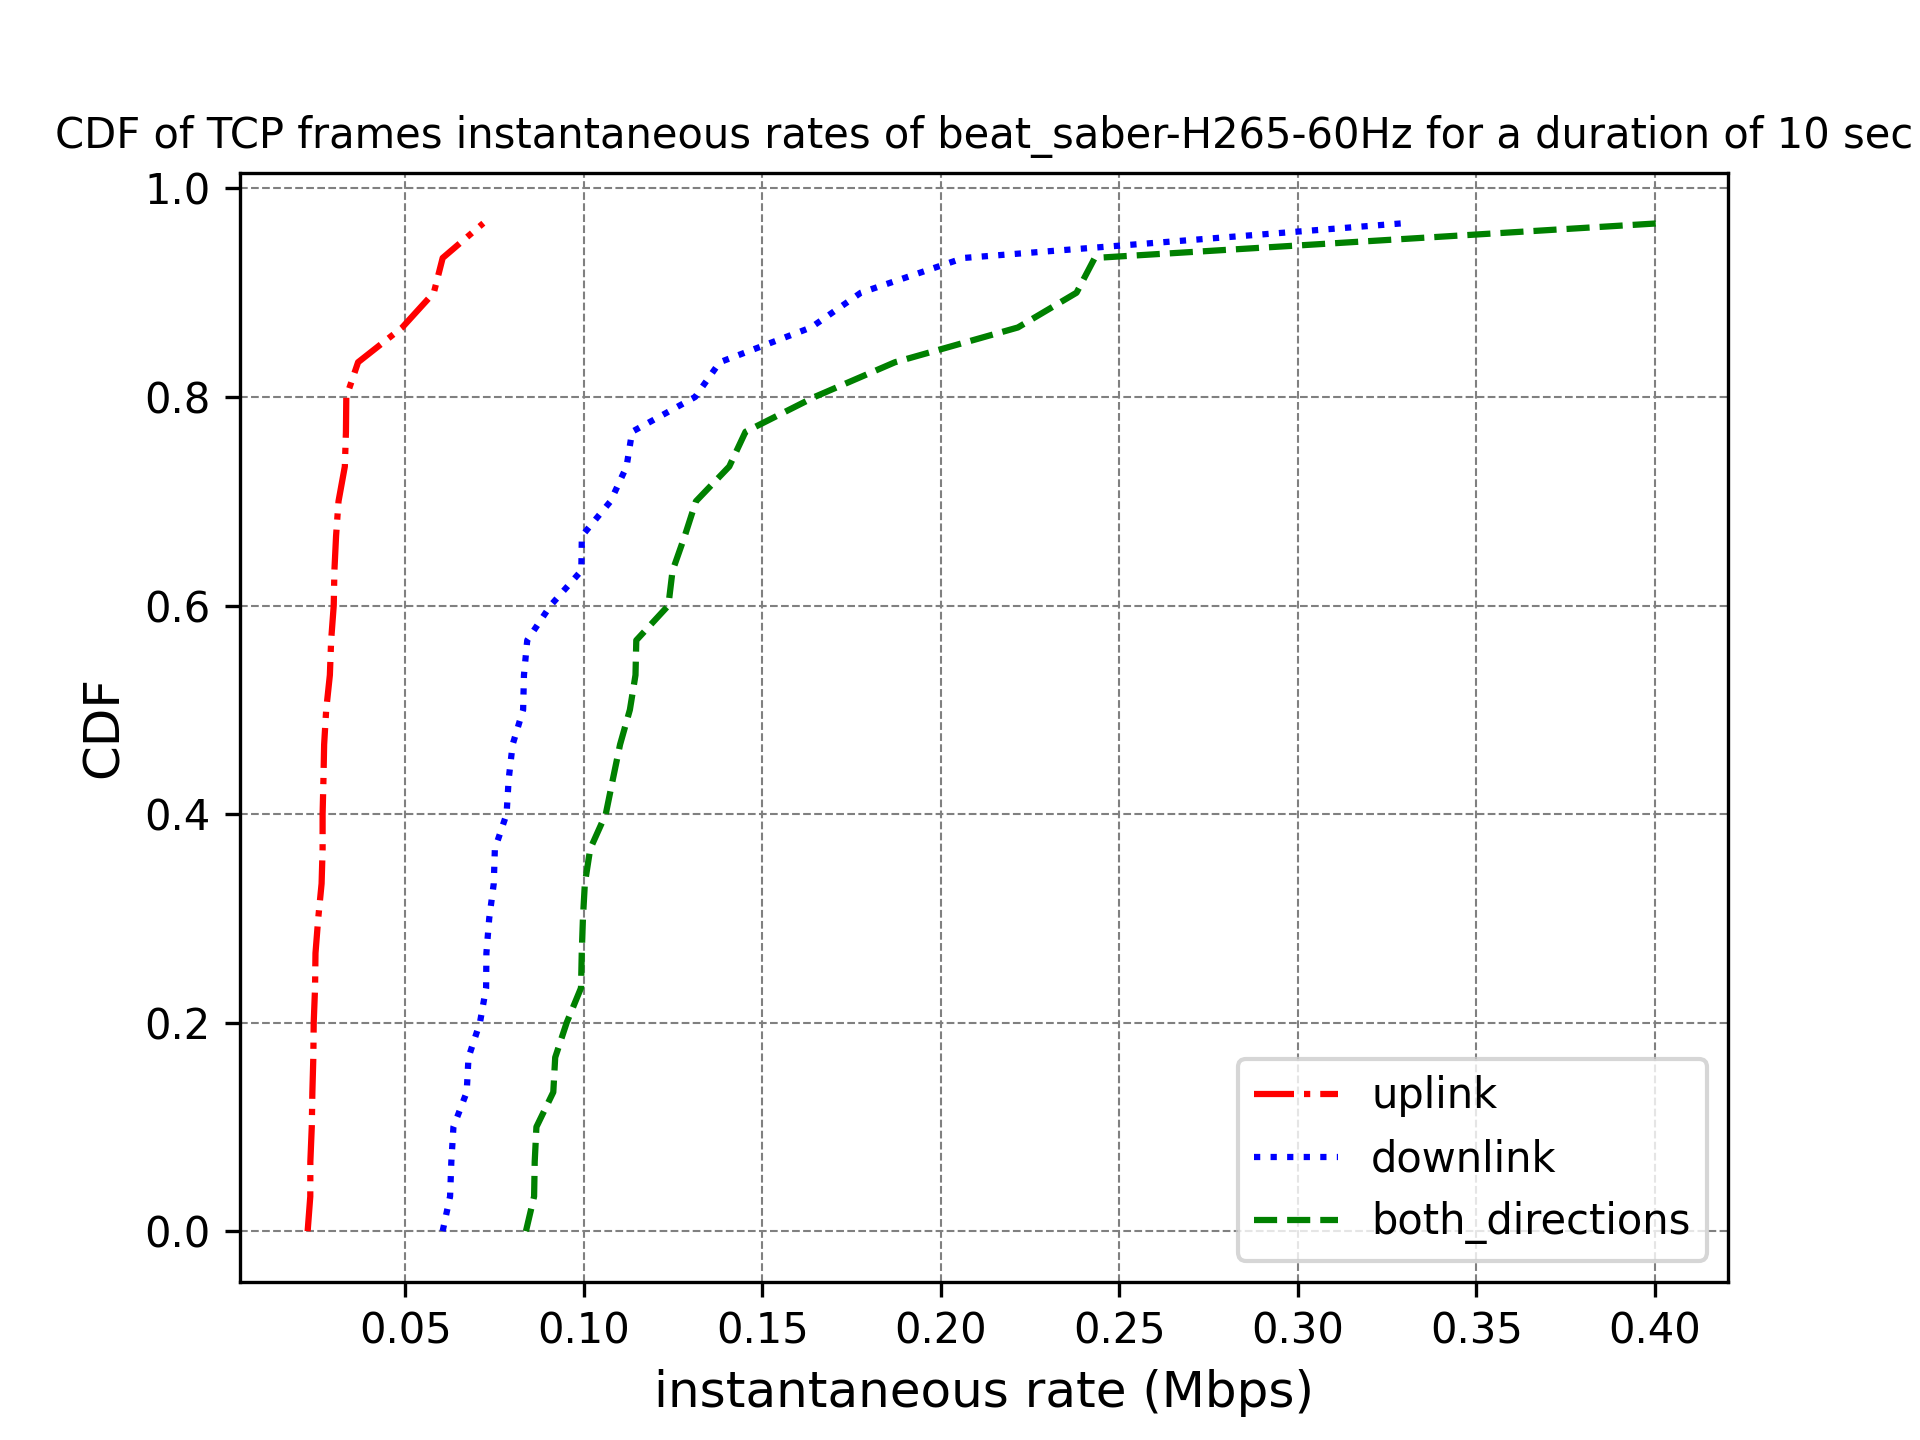 CDF of TCP frames instantaneous rates of beat_saber-H265-60Hz for a duration of 10 sec
1.0
0.8
0.6
0.4
0.2
0.0
CDF
uplink
downlink
both_directions
0.05 0.10 0.15 0.20 0.25 0.30 0.35 0.40
instantaneous rate (Mbps)